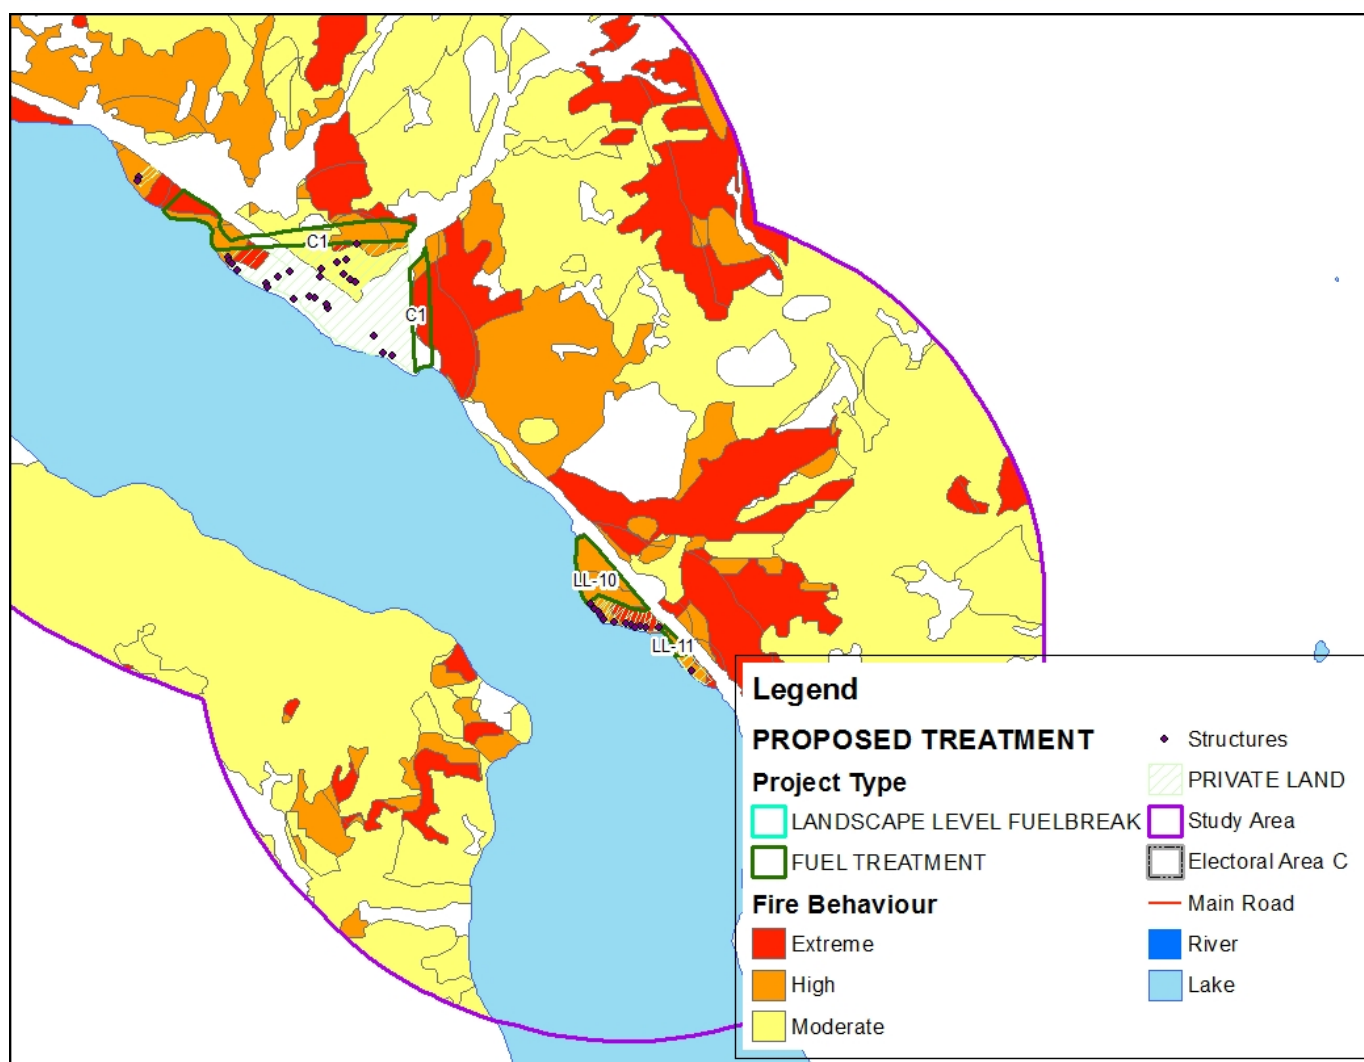 C1
C1
LL-10
LL-11
Legend
PROPOSED TREATMENT
Project Type
LANDSCAPE LEVEL FUELBREAK
FUEL TREATMENT
Fire Behaviour
Extreme
High
Moderate
Structures
PRIVATE LAND
Study Area
Electoral Area C
Main Road
River
Lake